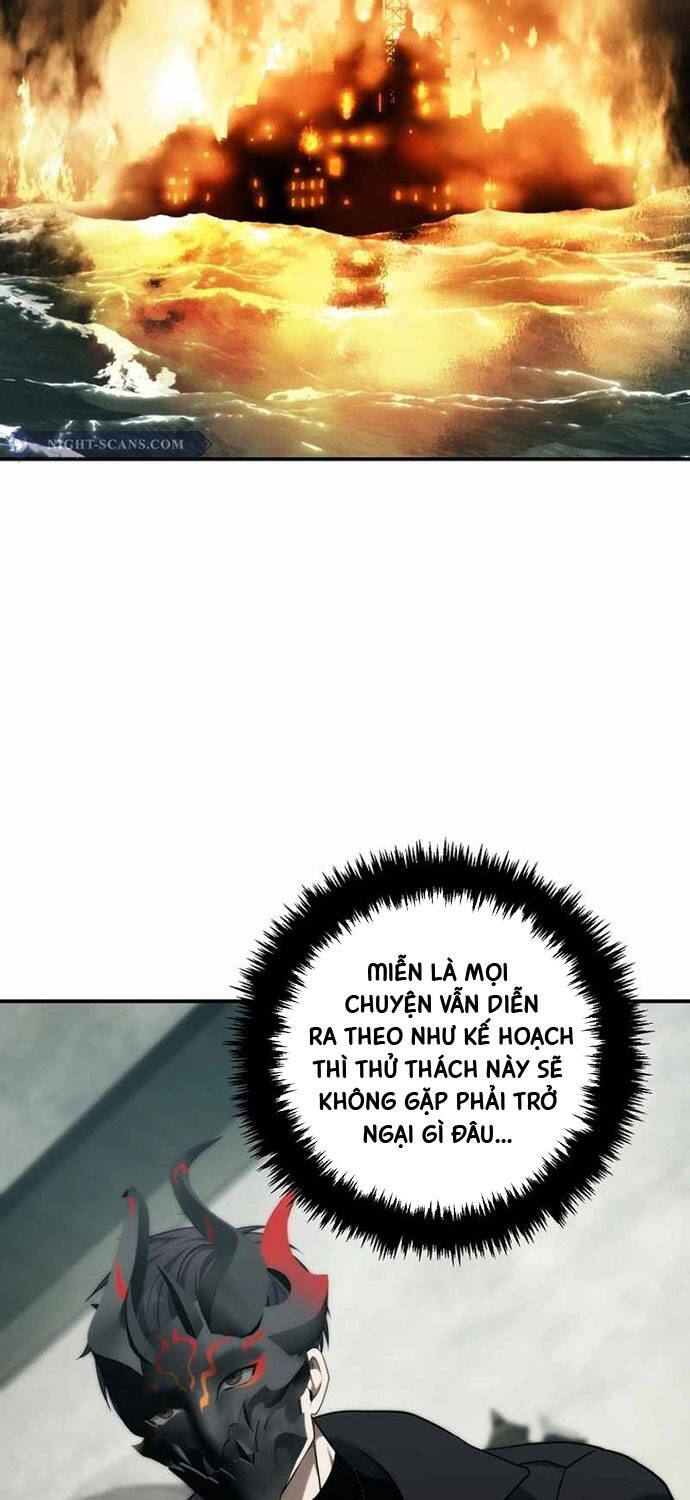 NIGHT-SCANS.COM
MIỄN LÀ MỌI
CHUYỆN VẪN DIỄN
RA THEO NHƯ KẾ HOẠCH
THÌ THỬ THÁCH NÀY SẼ
KHÔNG GẶP PHẢI TRỞ
NGẠI GÌ ĐÂU...